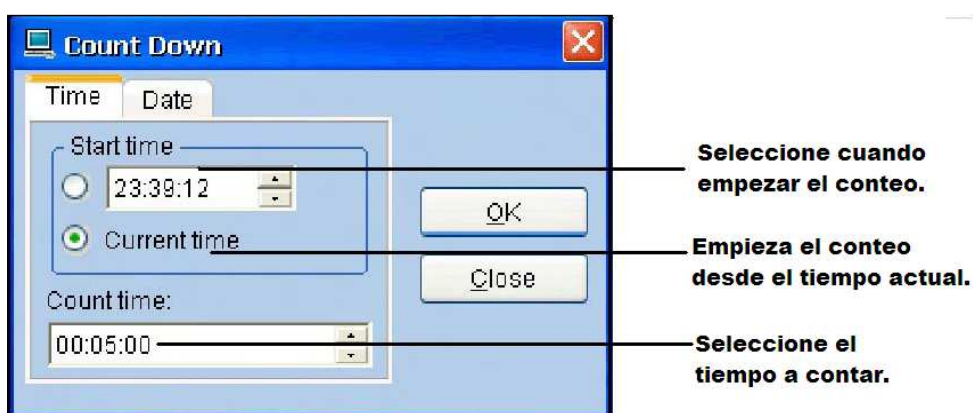 Count Down
Time
Date
Start time
23:39:12
Current time
Count time:
00:05:00
OK
Close
Seleccione cuando
empezar el conteo.
Empieza el conteo
desde el tiempo actual.
Seleccione el
tiempo a contar.